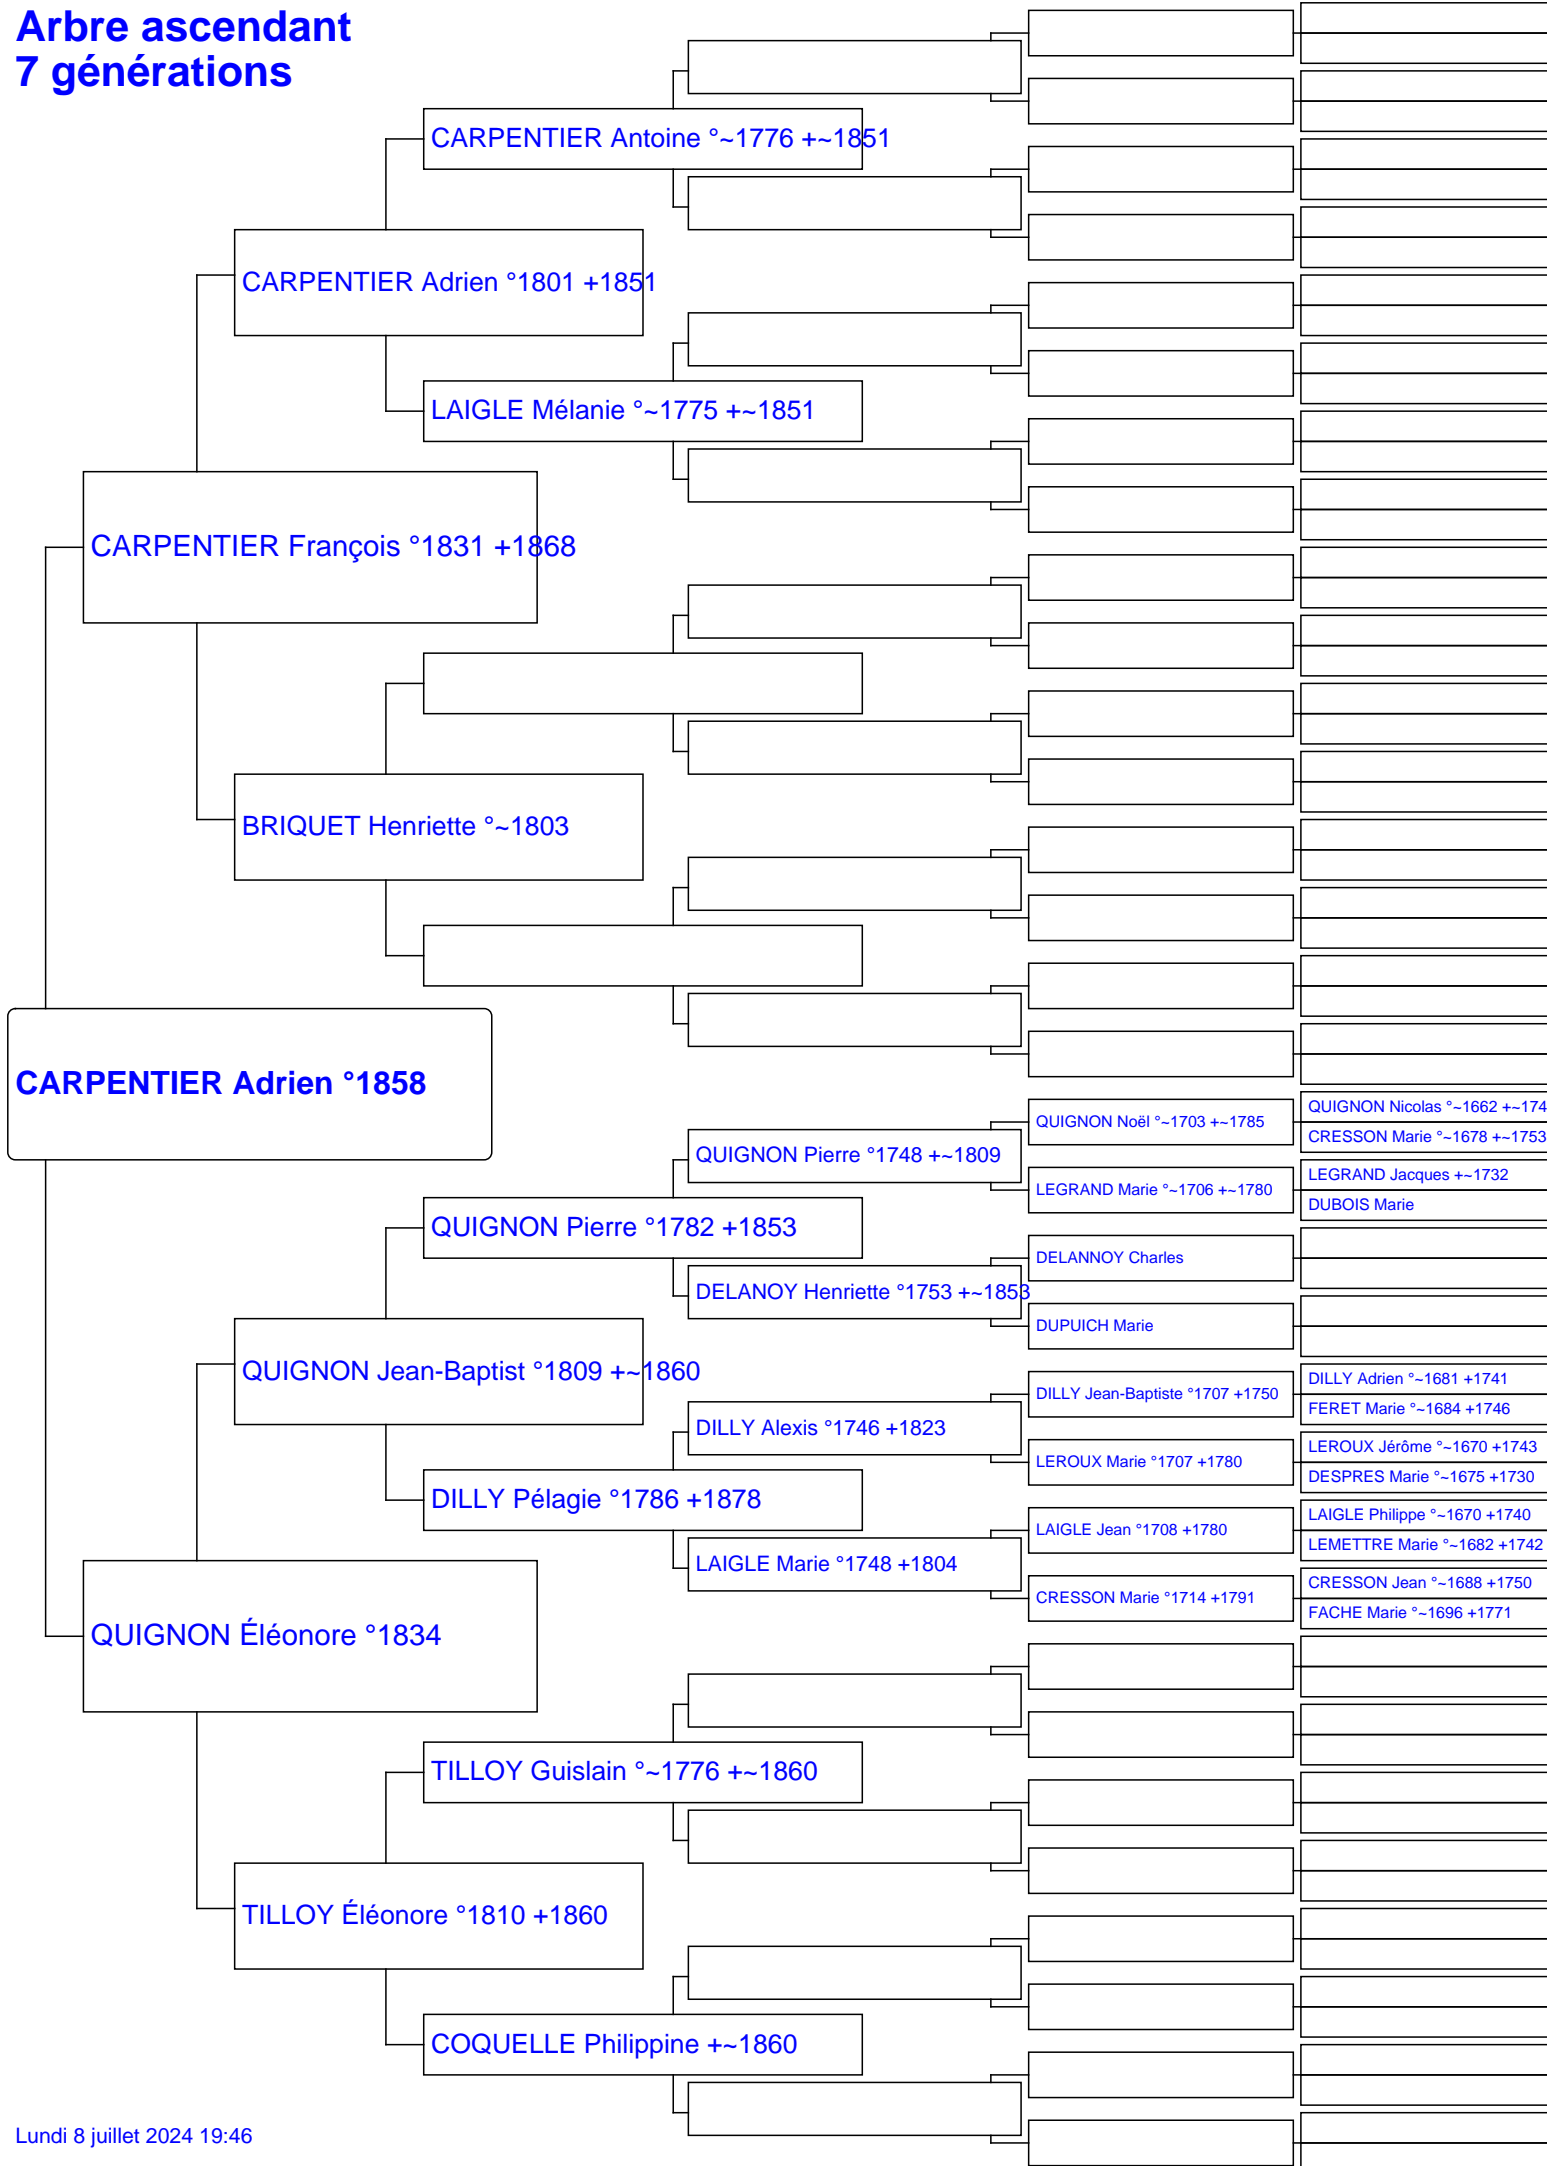 Arbre ascendant
7 générations
CARPENTIER Antoine °~1776 +~1851
CARPENTIER Adrien °1801 +1851
LAIGLE Mélanie °~1775 +~1851
CARPENTIER François °1831 +1868
BRIQUET Henriette °~1803
CARPENTIER Adrien °1858
QUIGNON Nicolas °~1662 +~174
QUIGNON Noël °~1703 +~1785
CRESSON Marie °~1678 +~1753
QUIGNON Pierre °1748 +~1809
LEGRAND Jacques +~1732
LEGRAND Marie °~1706 +~1780
DUBOIS Marie
QUIGNON Pierre °1782 +1853
DELANNOY Charles
DELANOY Henriette °1753 +~1853
DUPUICH Marie
QUIGNON Jean-Baptist °1809 +~1860
DILLY Adrien °~1681 +1741
DILLY Jean-Baptiste °1707 +1750
FERET Marie °~1684 +1746
DILLY Alexis °1746 +1823
LEROUX Jérôme °~1670 +1743
LEROUX Marie °1707 +1780
DESPRES Marie °~1675 +1730
DILLY Pélagie °1786 +1878
LAIGLE Philippe °~1670 +1740
LAIGLE Jean °1708 +1780
LEMETTRE Marie °~1682 +1742
LAIGLE Marie °1748 +1804
CRESSON Jean °~1688 +1750
CRESSON Marie °1714 +1791
FACHE Marie °~1696 +1771
QUIGNON Éléonore °1834
TILLOY Guislain °~1776 +~1860
TILLOY Éléonore °1810 +1860
COQUELLE Philippine +~1860
Lundi 8 juillet 2024 19:46